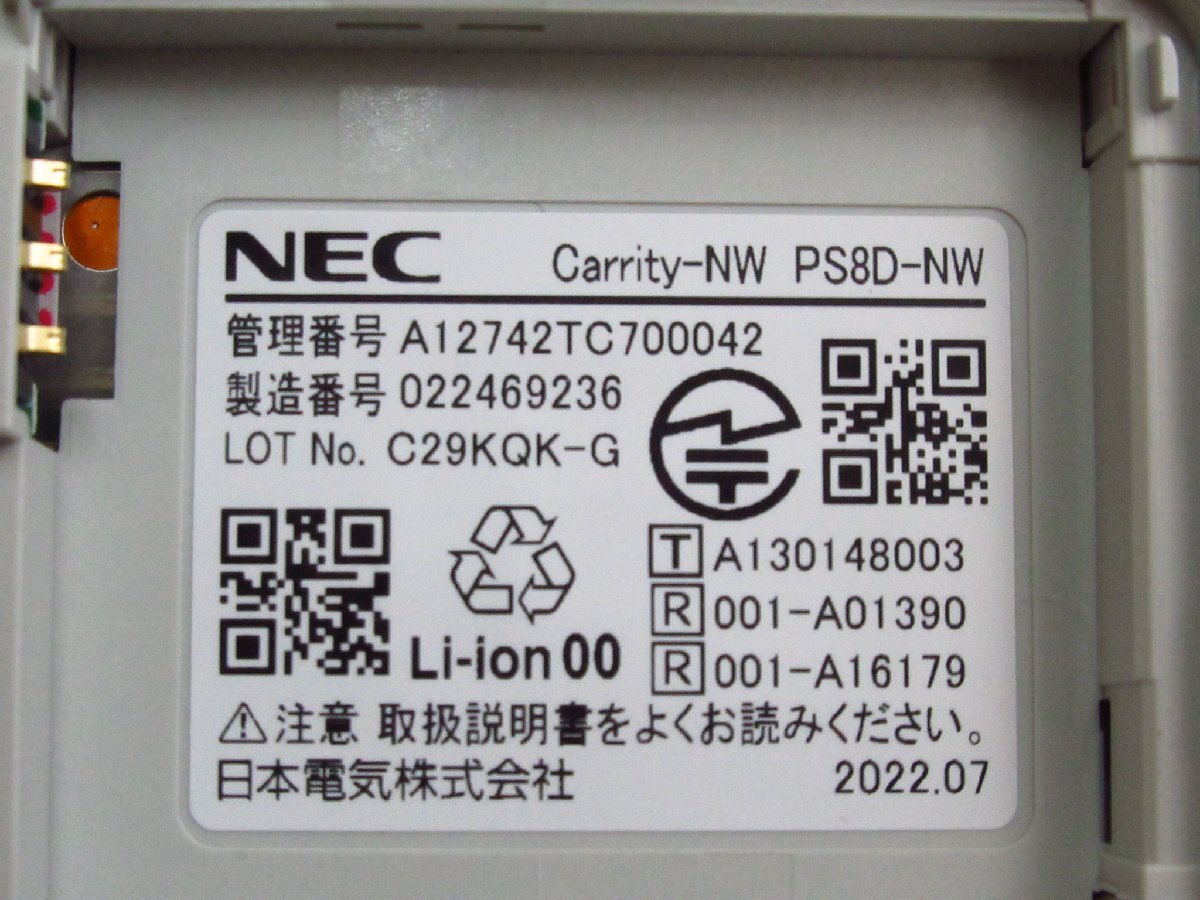 NEC Carrity-NW PS8D-NW
管理番号 A12742TC700042
製造番号 022469236
LOT No. C29KQK-G
T A130148003
R 001-A01390
R 001-A16179
Li-ion 00
注意 取扱説明書をよくお読みください。
日本電気株式会社 2022.07